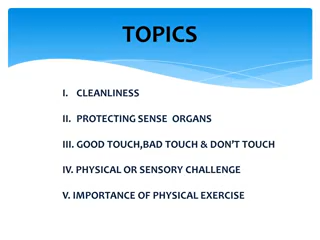 TOPICS
I. CLEANLINESS
II. PROTECTING SENSE ORGANS
III. GOOD TOUCH,BAD TOUCH & DON'T TOUCH
IV. PHYSICAL OR SENSORY CHALLENGE
V. IMPORTANCE OF PHYSICAL EXERCISE